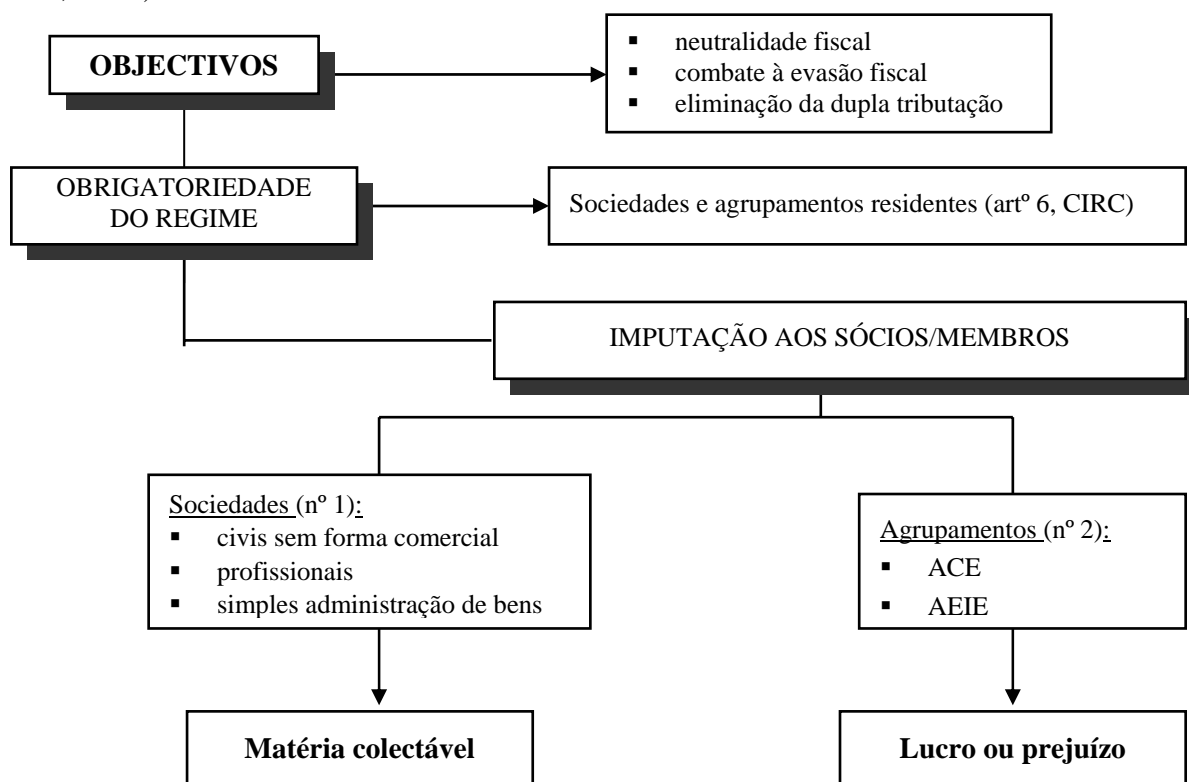 OBJECTIVOS
▪ neutralidade fiscal
▪ combate à evasão fiscal
▪ eliminação da dupla tributação
OBRIGATORIEDADE
DO REGIME
Sociedades e agrupamentos residentes (artº 6, CIRC)
IMPUTAÇÃO AOS SÓCIOS/MEMBROS
Sociedades (nº 1):
▪ civis sem forma comercial
▪ profissionais
▪ simples administração de bens
Agrupamentos (nº 2):
▪ ACE
▪ AEIE
Matéria colectável
Lucro ou prejuízo